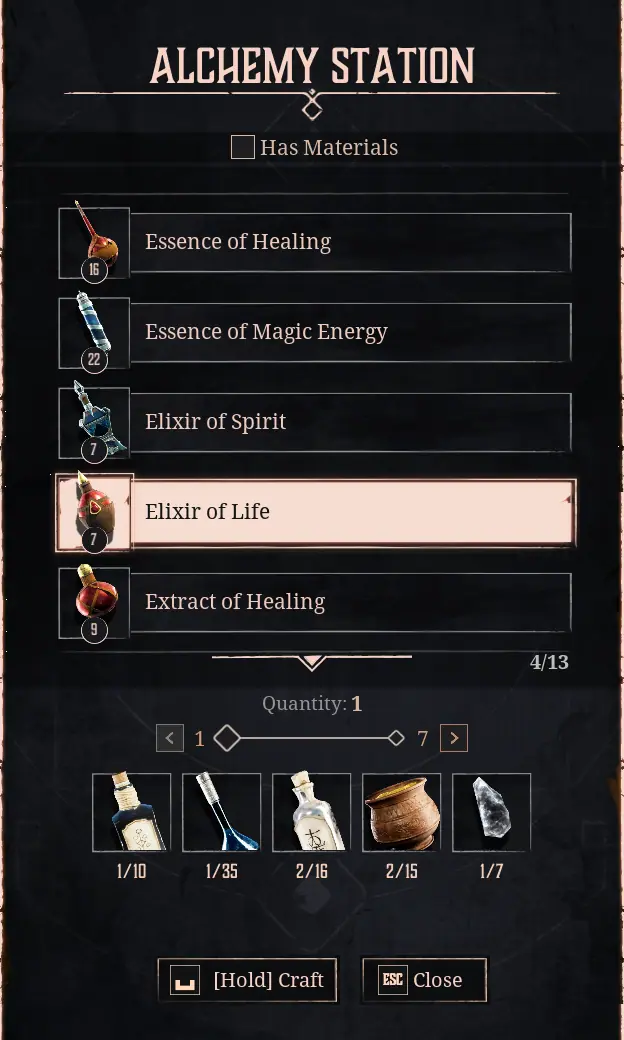 ALCHEMY STATION
Has Materials
16
Essence of Healing
22
Essence of Magic Energy
7
Elixir of Spirit
7
Elixir of Life
9
Extract of Healing
4/13
Quantity: 1
< 1 7 >
1/10 1/35 2/16 2/15 1/7
[Hold] Craft ESC Close